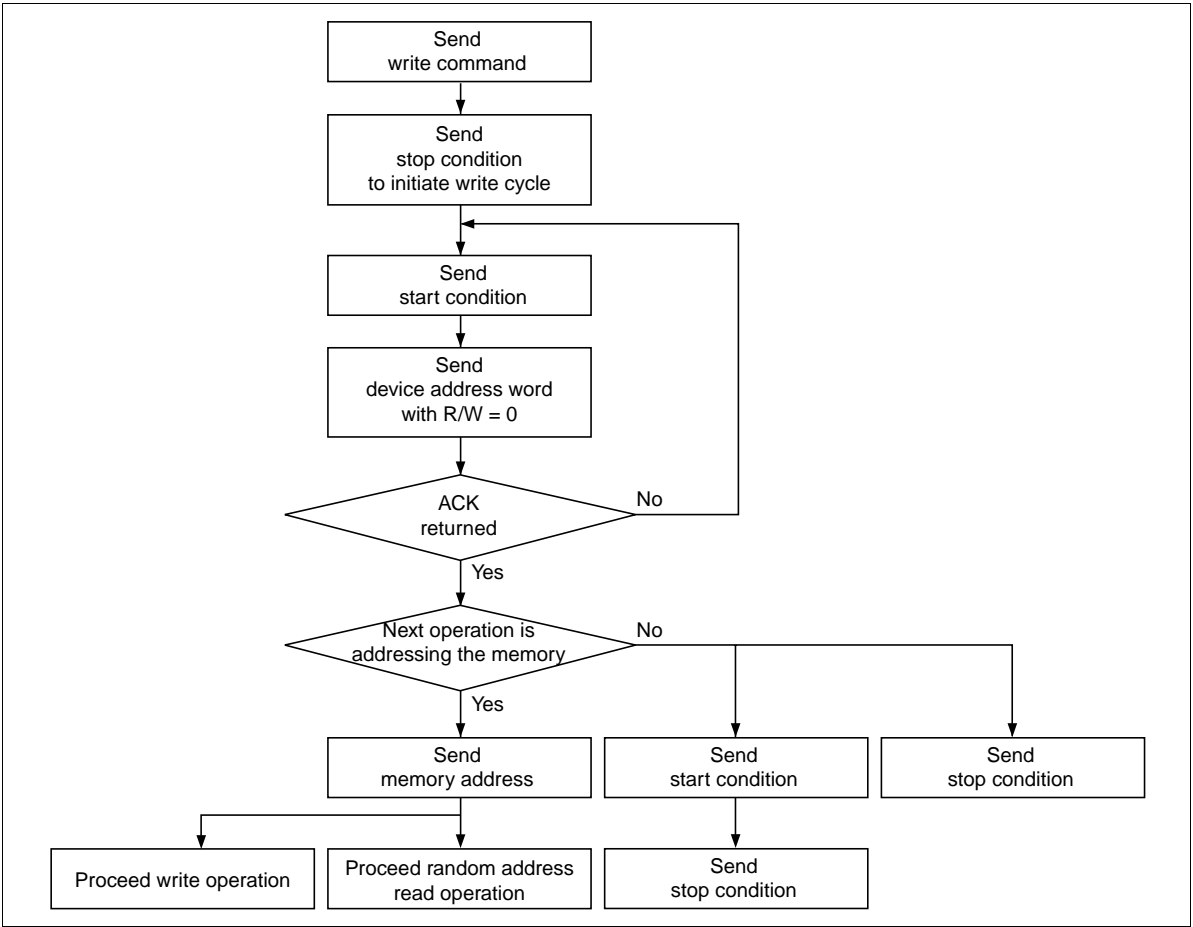 Send
write command
Send
stop condition
to initiate write cycle
Send
start condition
Send
device address word
with R/W = 0
ACK
returned
No
Yes
Next operation is
addressing the memory
No
Yes
Send
memory address
Send
start condition
Send
stop condition
Proceed write operation
Proceed random address
read operation
Send
stop condition